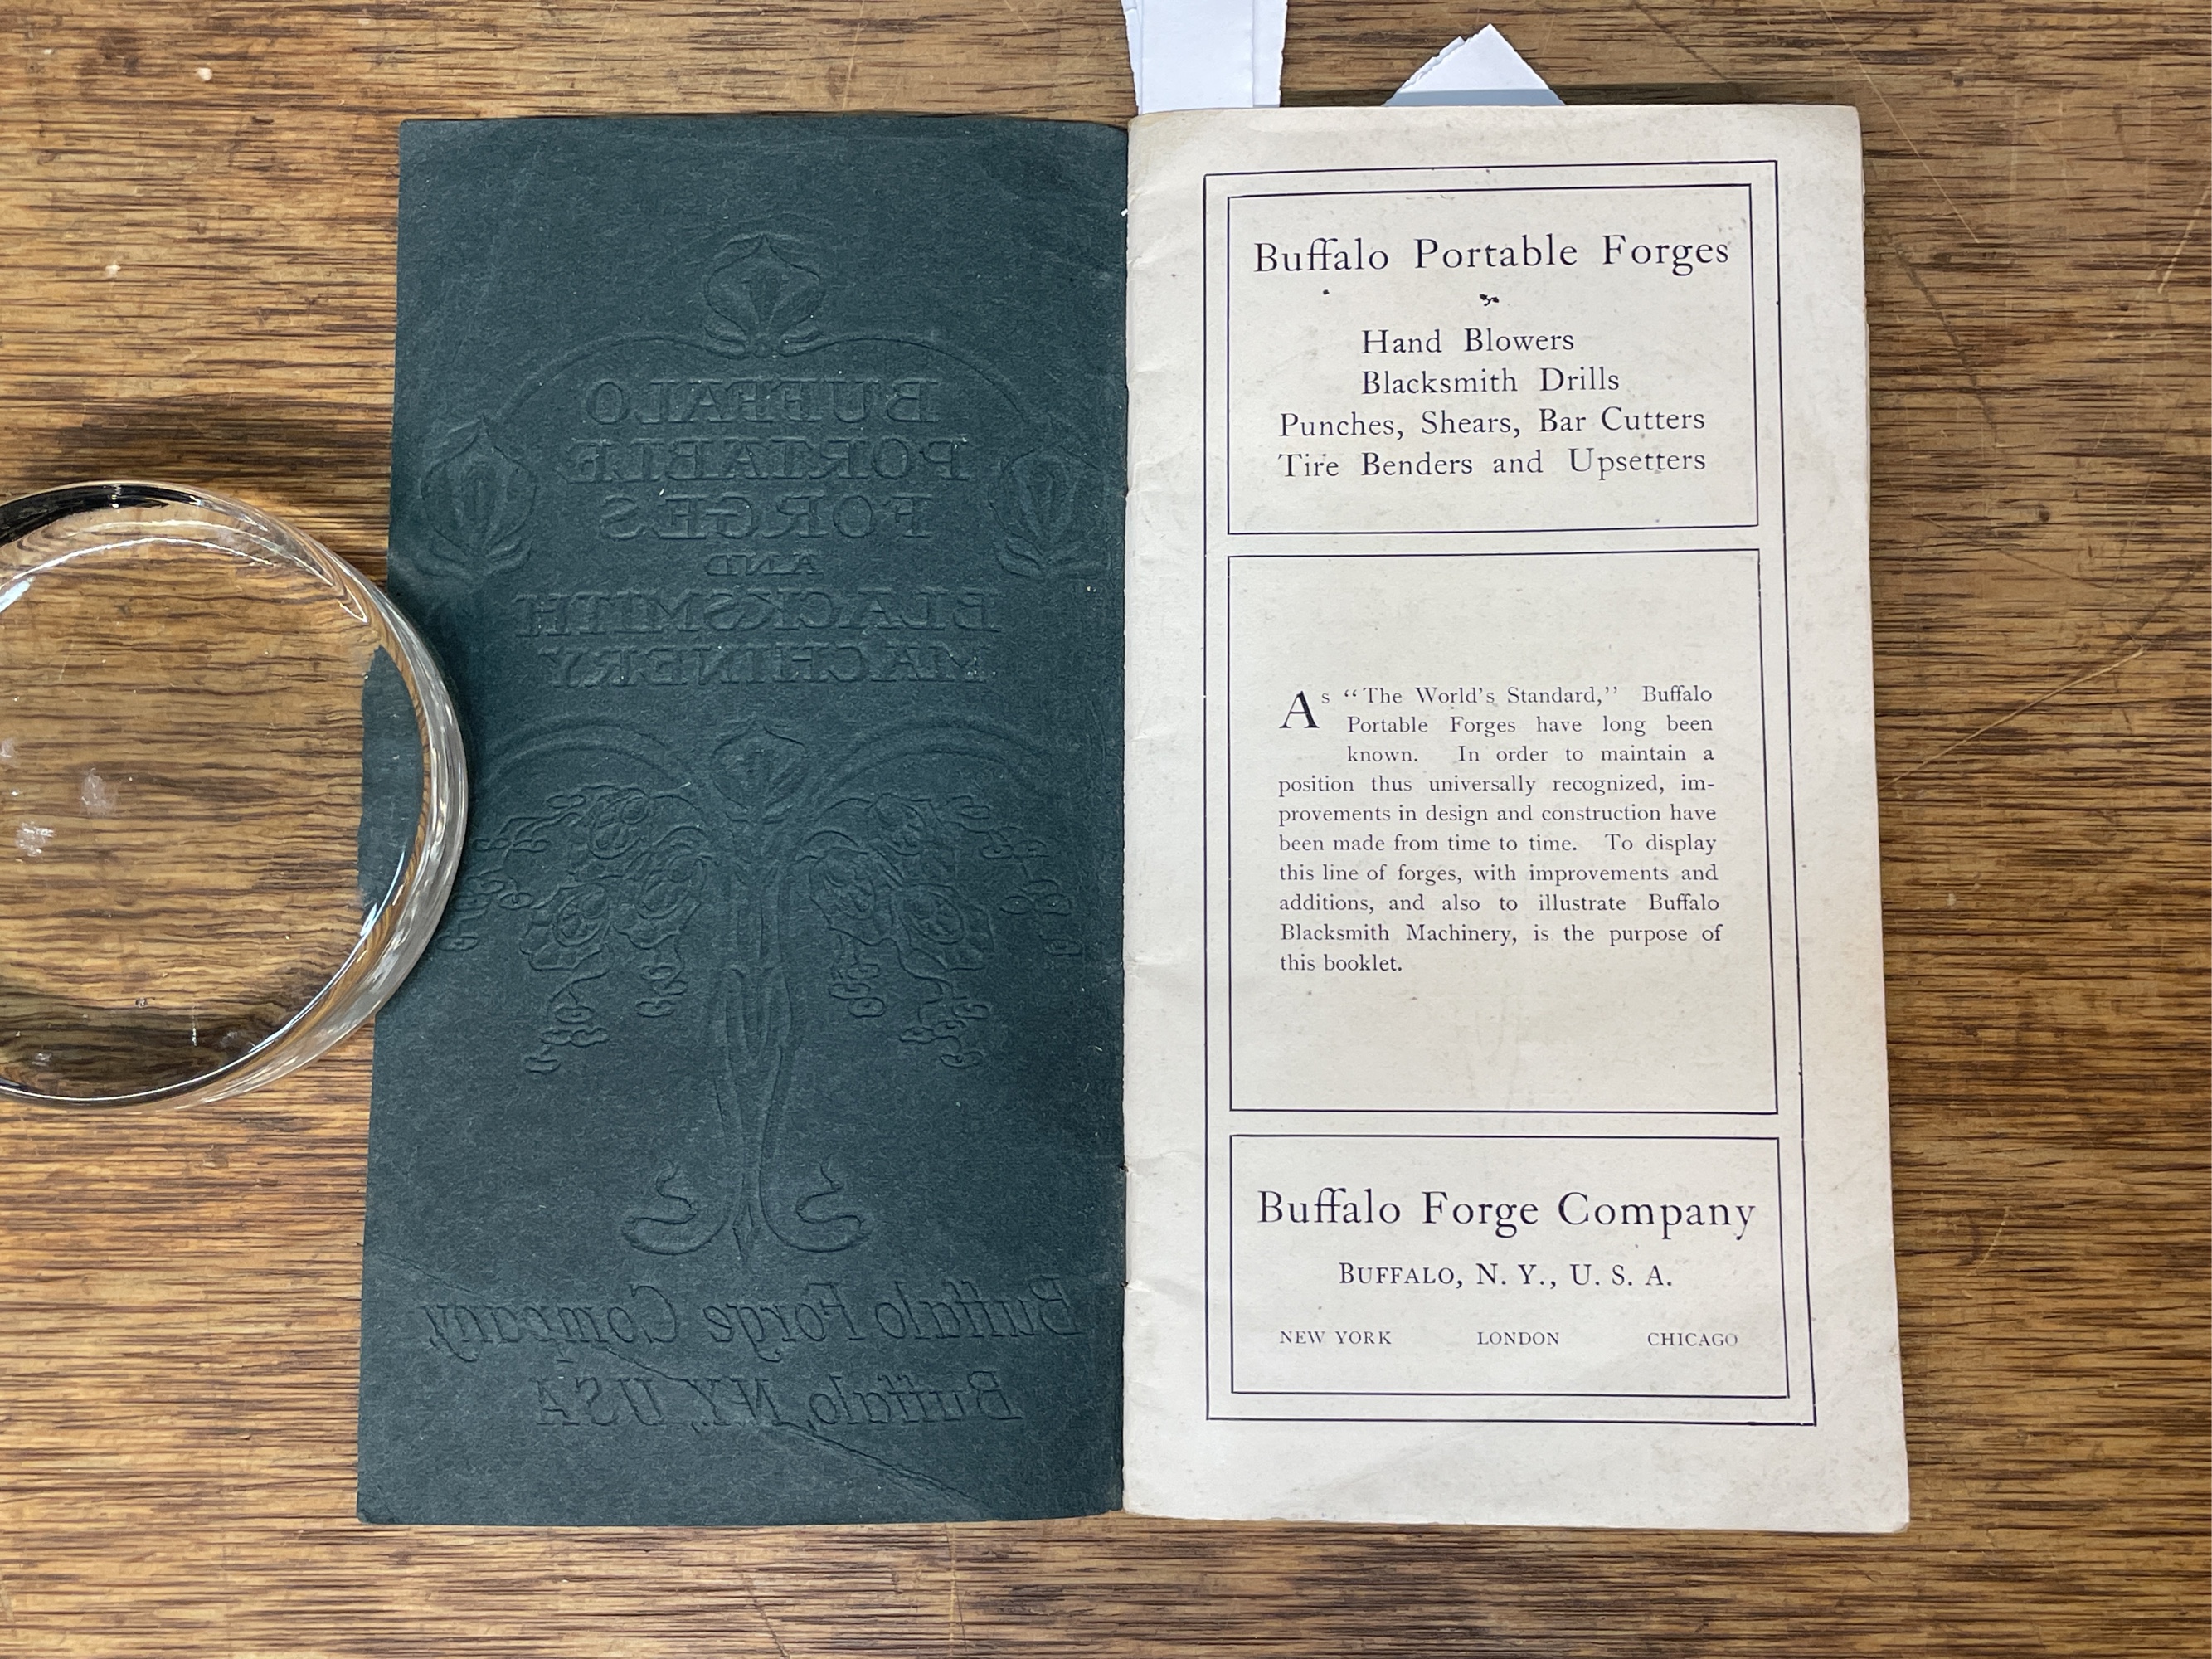 BUFFALO
PORTABLE
FORGES
AND
BLACKSMITH
MACHINERY
Buffalo Forge Company
Buffalo, N.Y., U.S.A.
Buffalo Portable Forges
Hand Blowers
Blacksmith Drills
Punches, Shears, Bar Cutters
Tire Benders and Upsetters
As “The World’s Standard,” Buffalo
Portable Forges have long been
known. In order to maintain a
position thus universally recognized, im-
provements in design and construction have
been made from time to time. To display
this line of forges, with improvements and
additions, and also to illustrate Buffalo
Blacksmith Machinery, is the purpose of
this booklet.
Buffalo Forge Company
BUFFALO, N. Y., U. S. A.
NEW YORK LONDON CHICAGO